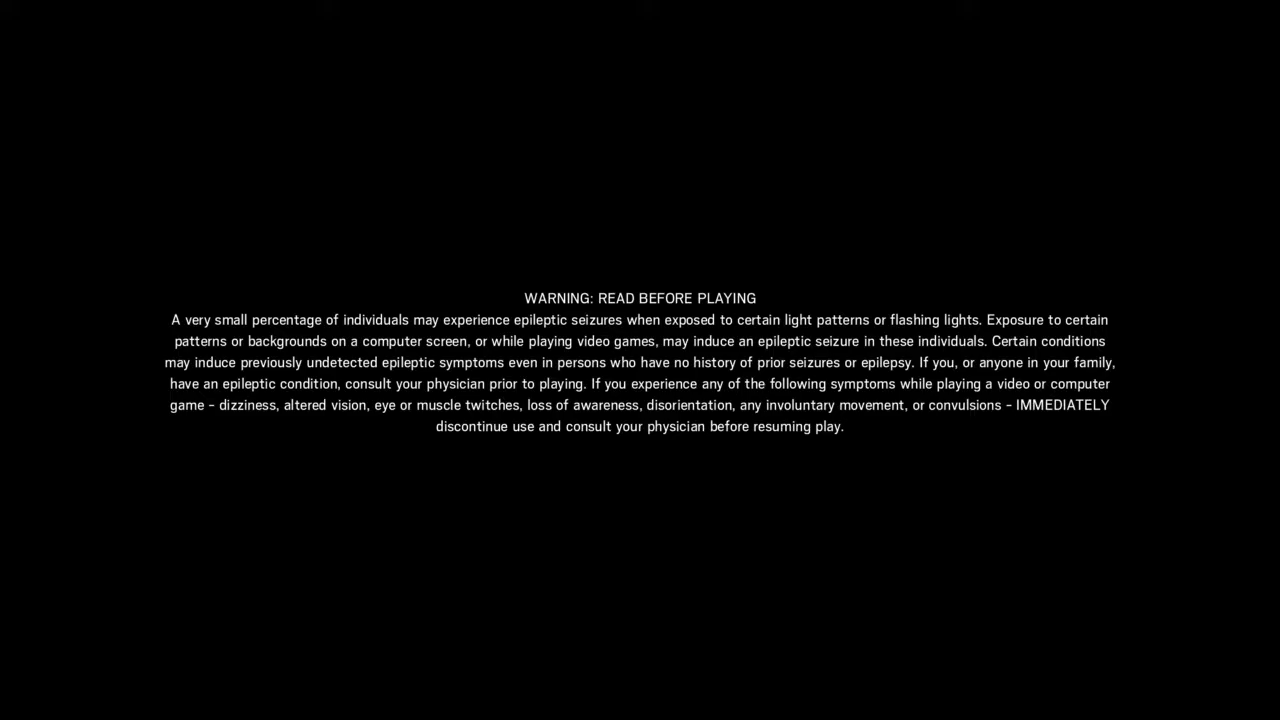 WARNING: READ BEFORE PLAYING
A very small percentage of individuals may experience epileptic seizures when exposed to certain light patterns or flashing lights. Exposure to certain
patterns or backgrounds on a computer screen, or while playing video games, may induce an epileptic seizure in these individuals. Certain conditions
may induce previously undetected epileptic symptoms even in persons who have no history of prior seizures or epilepsy. If you, or anyone in your family,
have an epileptic condition, consult your physician prior to playing. If you experience any of the following symptoms while playing a video or computer
game - dizziness, altered vision, eye or muscle twitches, loss of awareness, disorientation, any involuntary movement, or convulsions - IMMEDIATELY
discontinue use and consult your physician before resuming play.